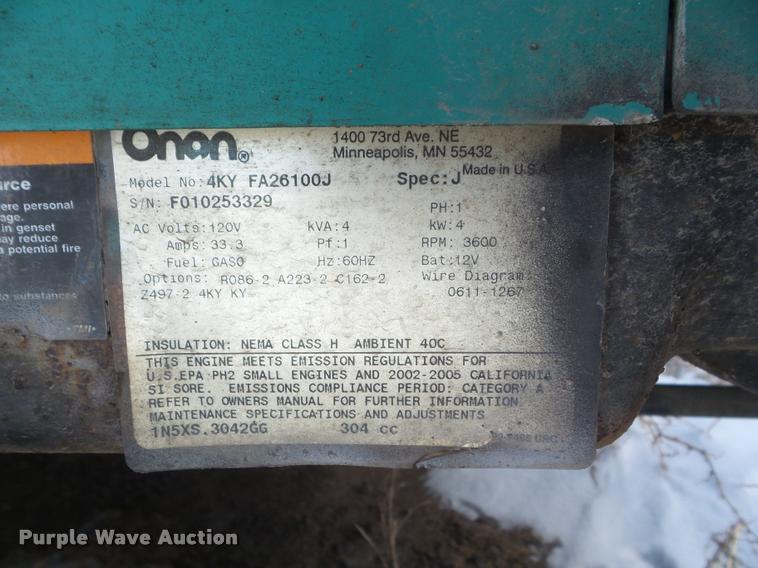 Onan®
1400 73rd Ave. NE
Minneapolis, MN 55432
Made in U.S.A
Model No: 4KY FA26100J Spec: J
S/N: F010253329
AC Volts: 120V kVA: 4 PH: 1
kW: 4
Amps: 33.3 Pf: 1 RPM: 3600
Fuel: GASO Hz: 60HZ Bat: 12V
Options: R086-2 A223-2 C162-2 Wire Diagram:
Z497-2 4KY KY 0611-1267
INSULATION: NEMA CLASS H AMBIENT 40C
THIS ENGINE MEETS EMISSION REGULATIONS FOR
U.S.EPA PH2 SMALL ENGINES AND 2002-2005 CALIFORNIA
SI SORE. EMISSIONS COMPLIANCE PERIOD: CATEGORY A
REFER TO OWNERS MANUAL FOR FURTHER INFORMATION
MAINTENANCE SPECIFICATIONS AND ADJUSTMENTS
1N5XS.3042GG 304 cc
ere personal
age.
in genset
may reduce
a potential fire
to substances
Purple Wave Auction